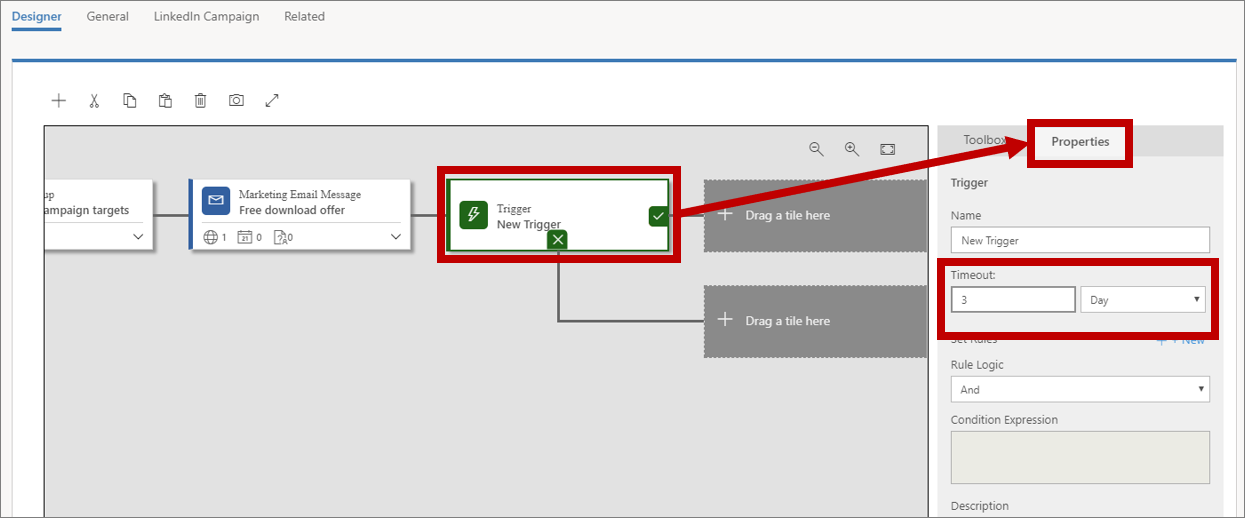 Designer General LinkedIn Campaign Related
Toolbox Properties
up
ampaign targets
Marketing Email Message
Free download offer
1 21 0 0
Trigger
New Trigger
Drag a tile here
Drag a tile here
Trigger
Name
New Trigger
Timeout:
3 Day
Set Rules + New
Rule Logic
And
Condition Expression
Description